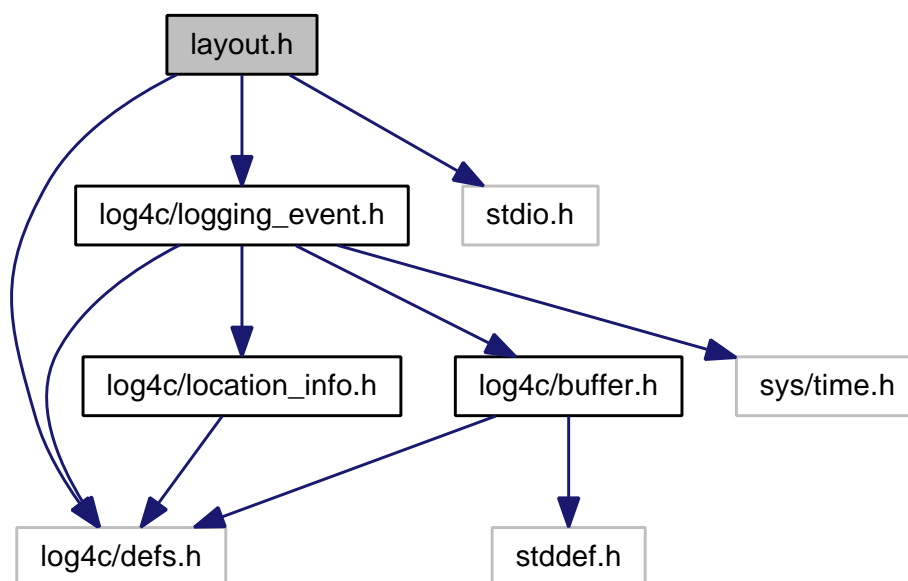 layout.h
log4c/logging_event.h
stdio.h
log4c/location_info.h
log4c/buffer.h
sys/time.h
log4c/defs.h
stddef.h